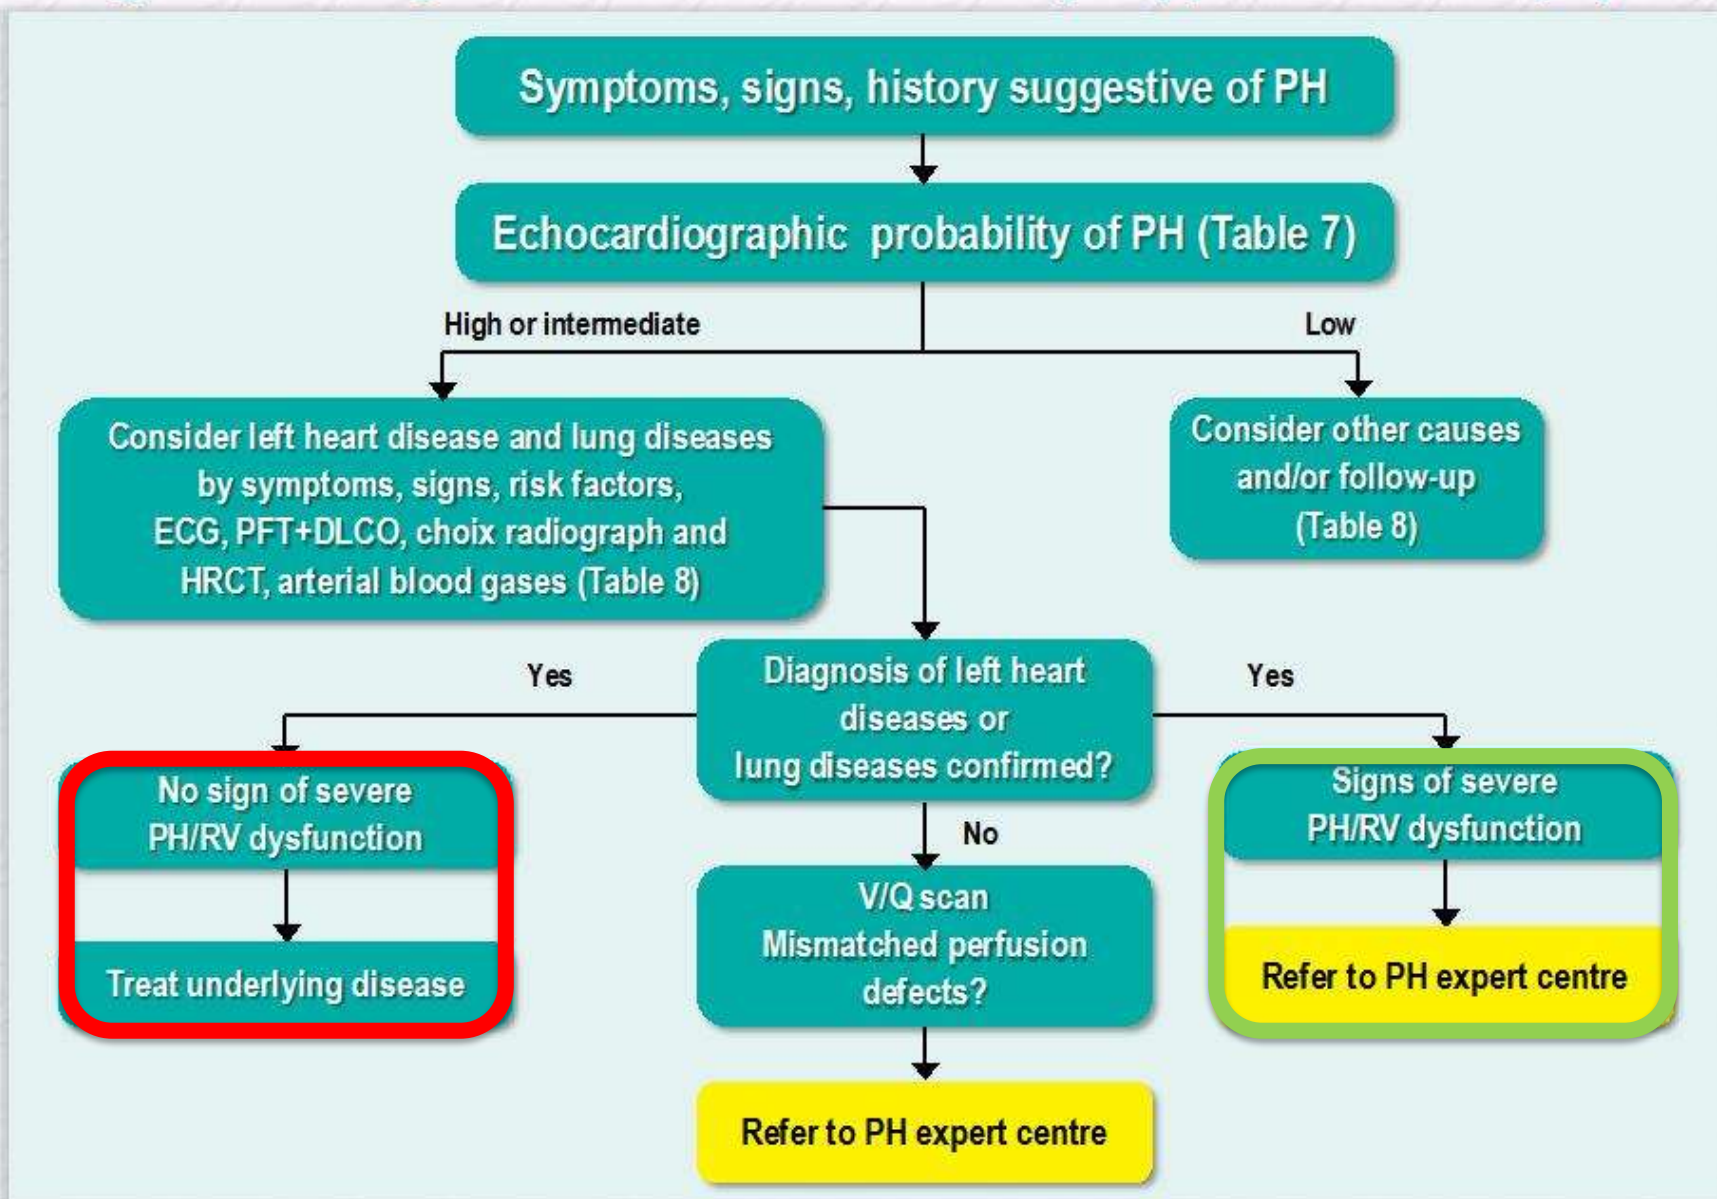 Symptoms, signs, history suggestive of PH
Echocardiographic probability of PH (Table 7)
High or intermediate
Low
Consider left heart disease and lung diseases
by symptoms, signs, risk factors,
ECG, PFT+DLCO, choix radiograph and
HRCT, arterial blood gases (Table 8)
Consider other causes
and/or follow-up
(Table 8)
Yes
Diagnosis of left heart
diseases or
lung diseases confirmed?
Yes
No sign of severe
PH/RV dysfunction
Signs of severe
PH/RV dysfunction
No
Treat underlying disease
V/Q scan
Mismatched perfusion
defects?
Refer to PH expert centre
Refer to PH expert centre